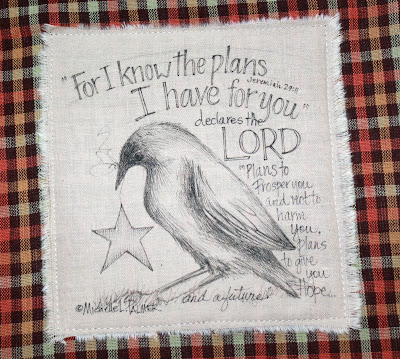 "For I know the plans
Jeremiah 29:11
I have for you"
declares the
LORD
"Plans to
Prosper you
and not to
harm
you,
Plans
to give
you
Hope...
and a future
©Michelle L. Palmer